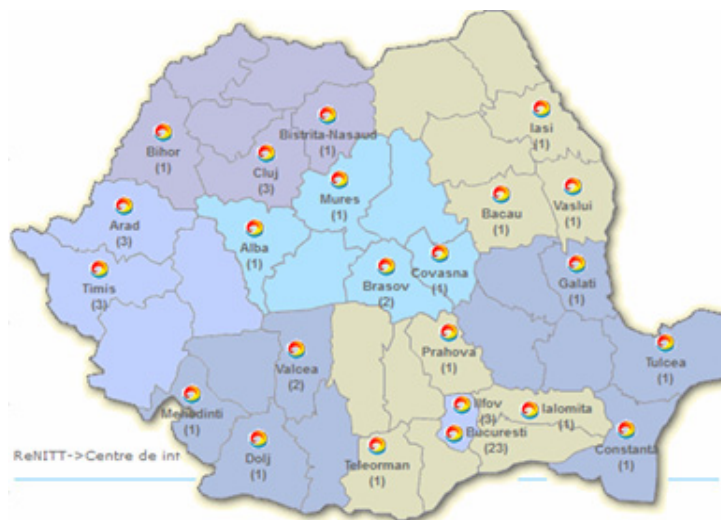 Iasi
(1)
Bistrita-Nasaud
(1)
Bihor
(1)
Cluj
(3)
Mures
(1)
Bacau
(1)
Vaslui
(1)
Arad
(3)
Alba
(1)
Timis
(3)
Brasov
(2)
Covasna
(1)
Galati
(1)
Valcea
(2)
Prahova
(1)
Tulcea
(1)
Mehedinti
(1)
Ilfov
(3)
Ialomita
(1)
Bucuresti
(23)
Constanta
(1)
Dolj
(1)
Teleorman
(1)
ReNITT->Centre de int